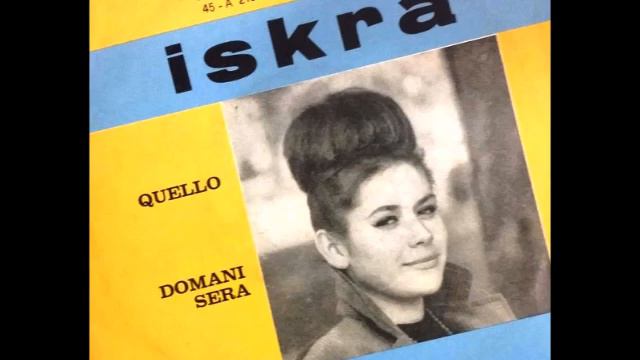 45 - A
iskra
QUELLO
DOMANI
SERA